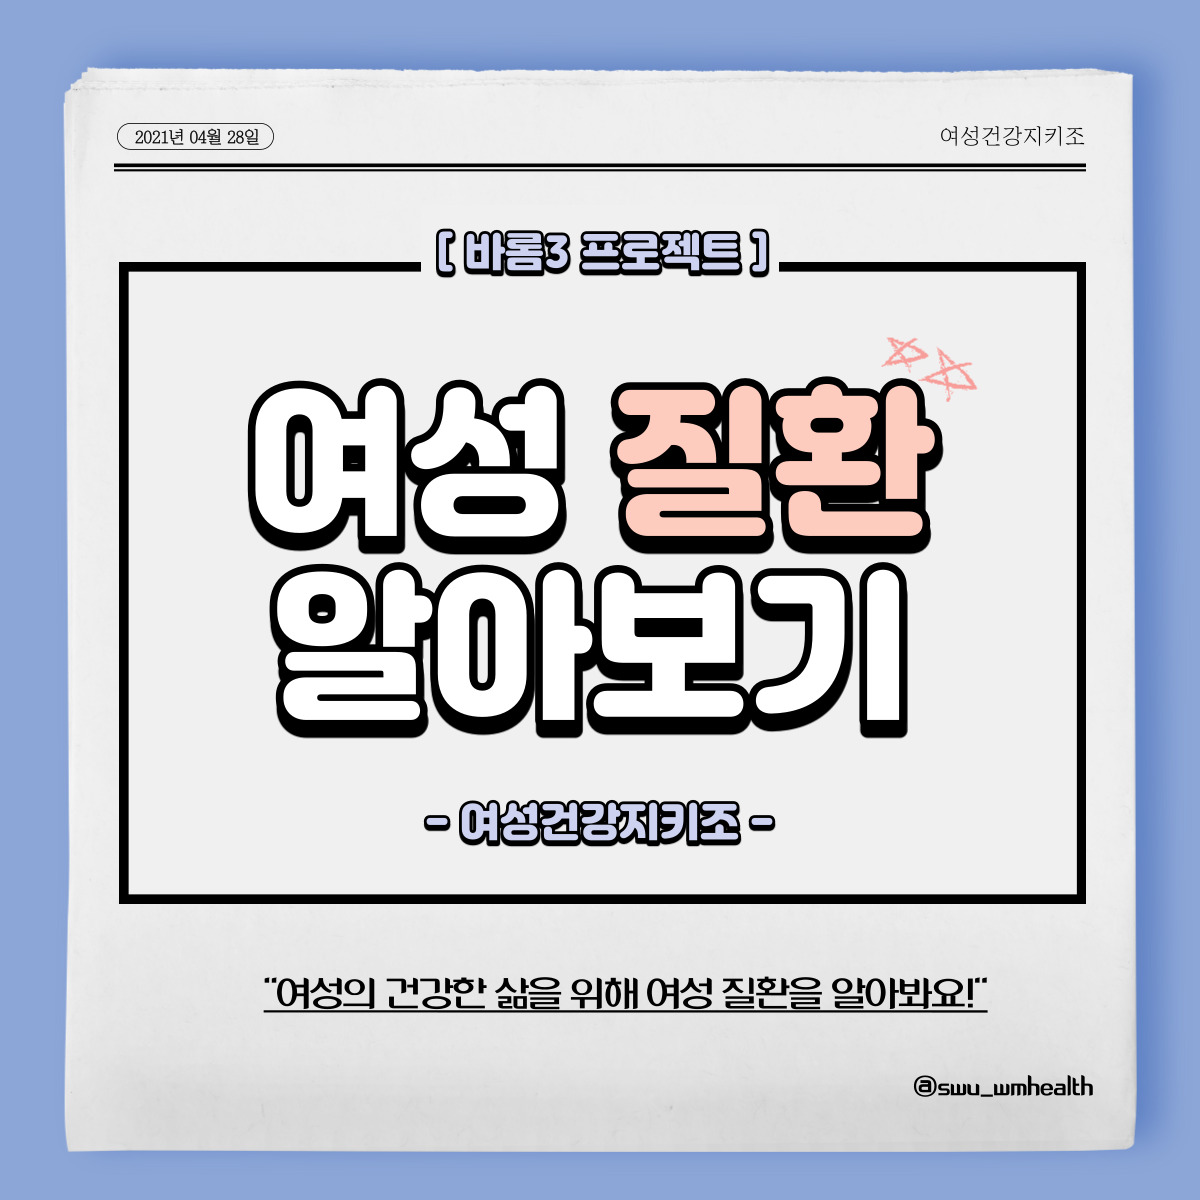 2021년 04월 28일
여성건강지키조
[ 바롬3 프로젝트 ]
여성 질환
알아보기
- 여성건강지키조 -
“여성의 건강한 삶을 위해 여성 질환을 알아봐요!“
@swu_wmhealth